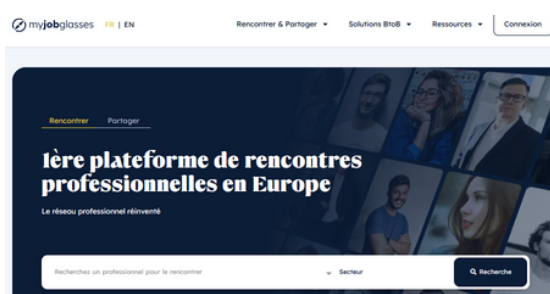 myjobglasses FR | EN Rencontrer & Partager Solutions BtoB Ressources Connexion
Rencontrer Partager
1ère plateforme de rencontres
professionnelles en Europe
Le réseau professionnel réinventé
Recherchez un professionnel pour le rencontrer Secteur Recherche